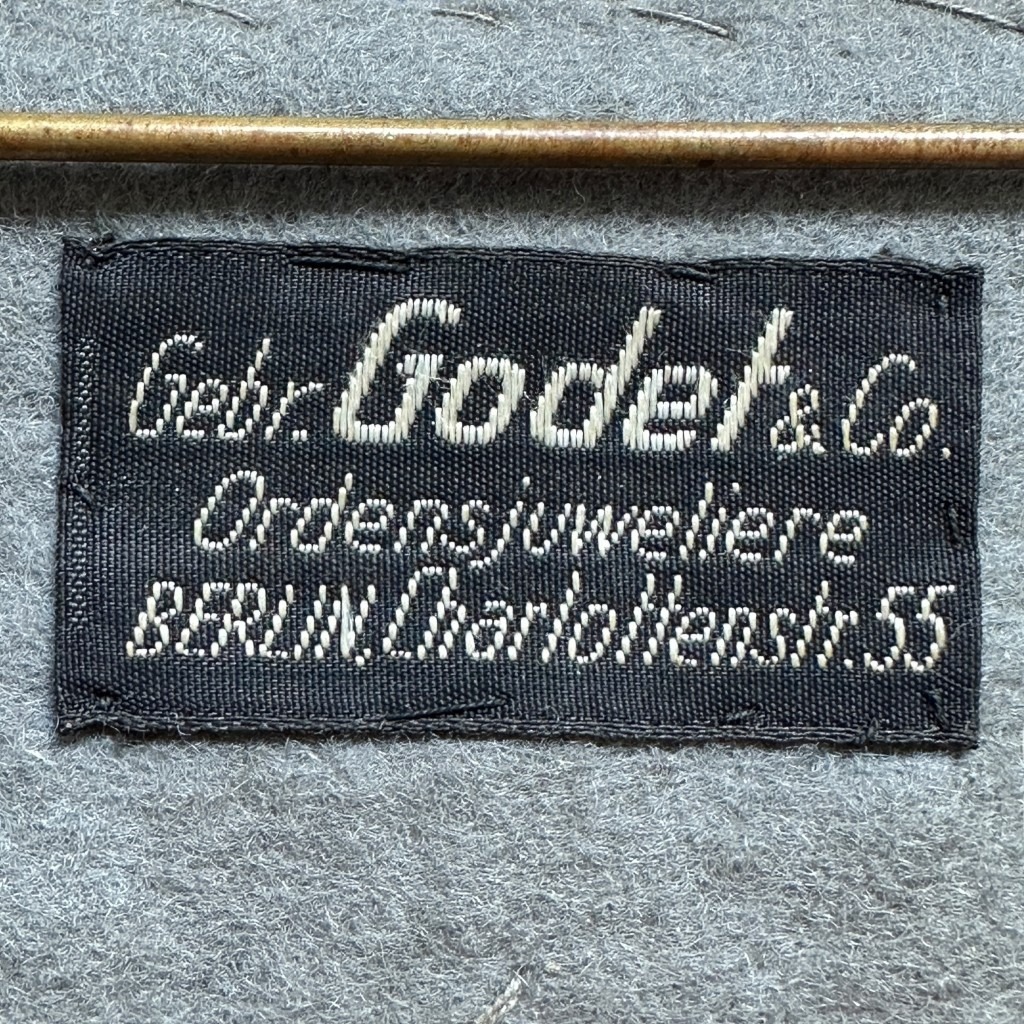 Gebr. Godet & Co.
Ordensjuweliere
BERLIN. Charlottenstr. 55